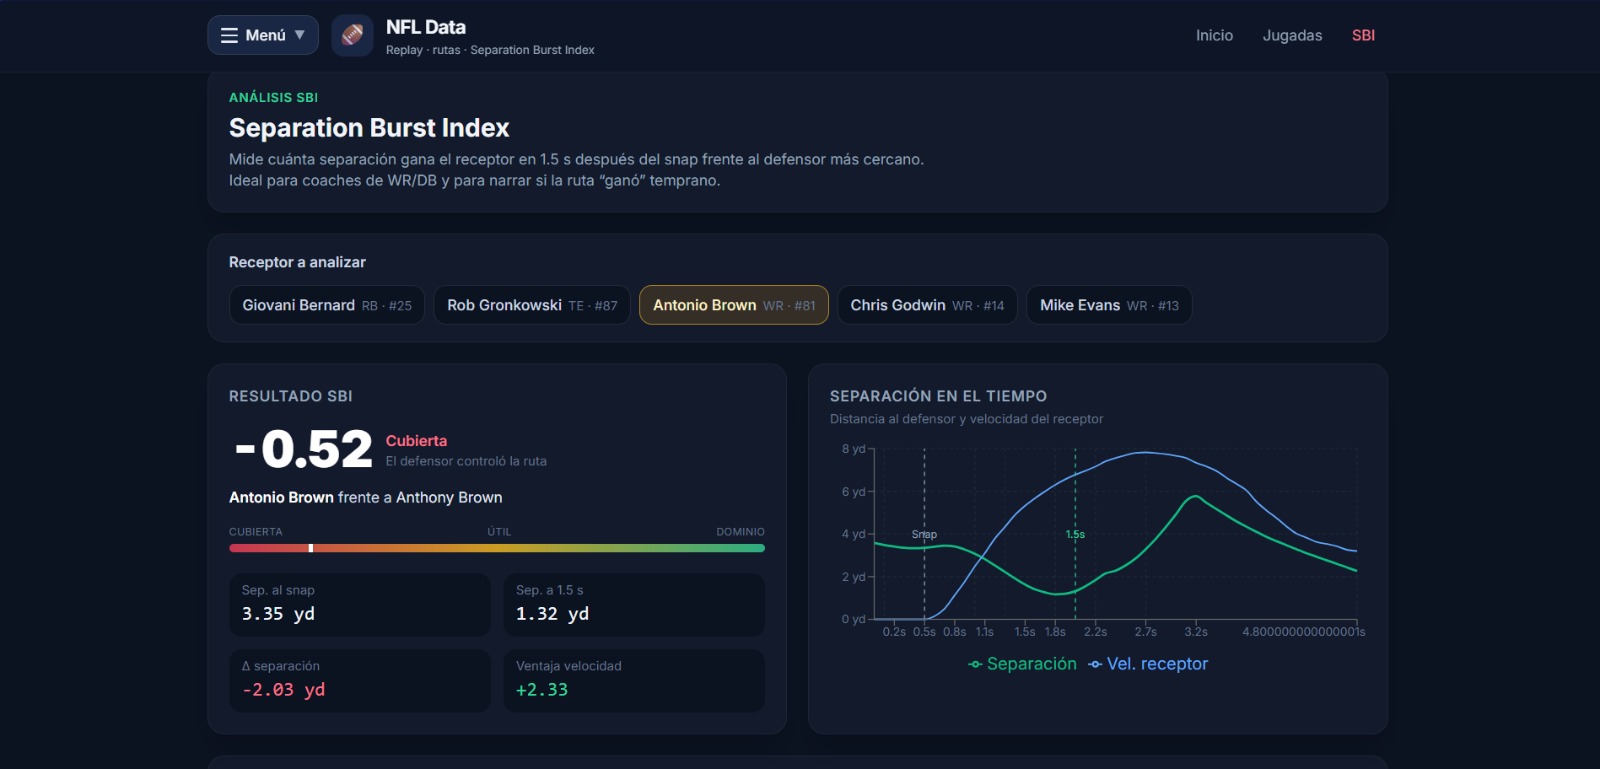 Menú ▼
NFL Data
Replay · rutas · Separation Burst Index
Inicio
Jugadas
SBI
ANÁLISIS SBI
Separation Burst Index
Mide cuánta separación gana el receptor en 1.5 s después del snap frente al defensor más cercano.
Ideal para coaches de WR/DB y para narrar si la ruta “ganó” temprano.
Receptor a analizar
Giovani Bernard RB · #25
Rob Gronkowski TE · #87
Antonio Brown WR · #81
Chris Godwin WR · #14
Mike Evans WR · #13
RESULTADO SBI
-0.52
Cubierta
El defensor controló la ruta
Antonio Brown frente a Anthony Brown
CUBIERTA ÚTIL DOMINIO
Sep. al snap
3.35 yd
Sep. a 1.5 s
1.32 yd
Δ separación
-2.03 yd
Ventaja velocidad
+2.33
SEPARACIÓN EN EL TIEMPO
Distancia al defensor y velocidad del receptor
8 yd
6 yd
4 yd
2 yd
0 yd
Snap
1.5s
0.2s 0.5s 0.8s 1.1s 1.5s 1.8s 2.2s 2.7s 3.2s 4.800000000000001s
Separación Vel. receptor